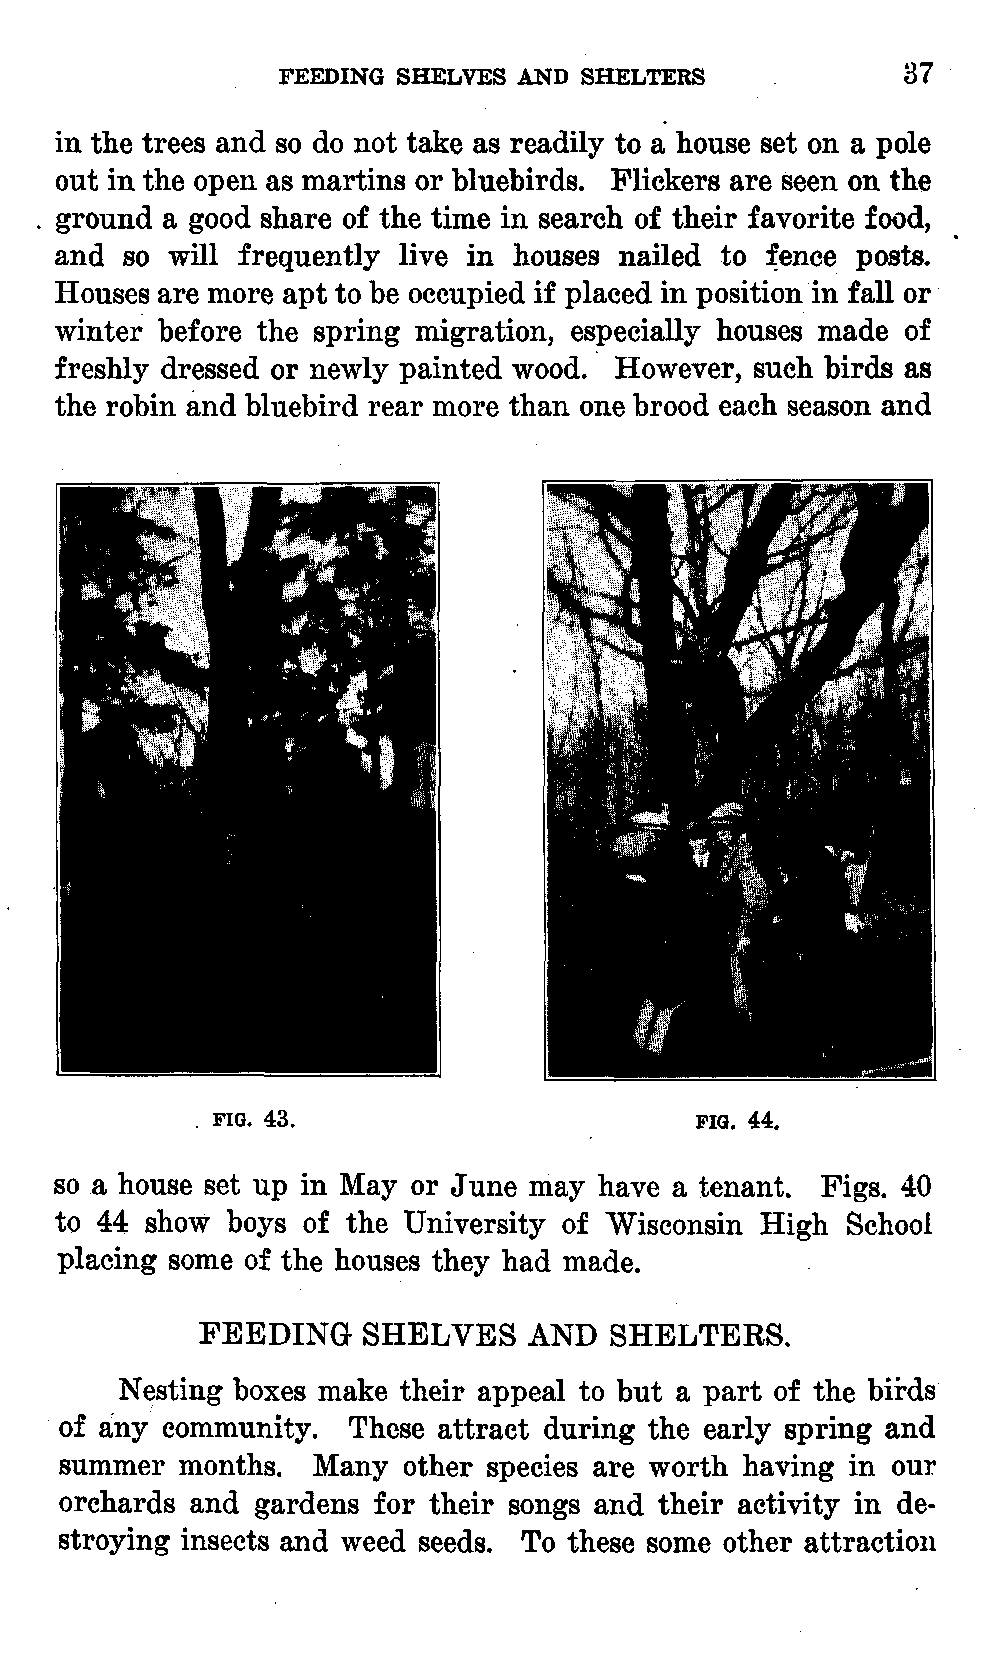 FEEDING SHELVES AND SHELTERS 37
in the trees and so do not take as readily to a house set on a pole
out in the open as martins or bluebirds. Flickers are seen on the
ground a good share of the time in search of their favorite food,
and so will frequently live in houses nailed to fence posts.
Houses are more apt to be occupied if placed in position in fall or
winter before the spring migration, especially houses made of
freshly dressed or newly painted wood. However, such birds as
the robin and bluebird rear more than one brood each season and
FIG. 43.
FIG. 44.
so a house set up in May or June may have a tenant. Figs. 40
to 44 show boys of the University of Wisconsin High School
placing some of the houses they had made.
FEEDING SHELVES AND SHELTERS.
Nesting boxes make their appeal to but a part of the birds
of any community. These attract during the early spring and
summer months. Many other species are worth having in our
orchards and gardens for their songs and their activity in de-
stroying insects and weed seeds. To these some other attraction